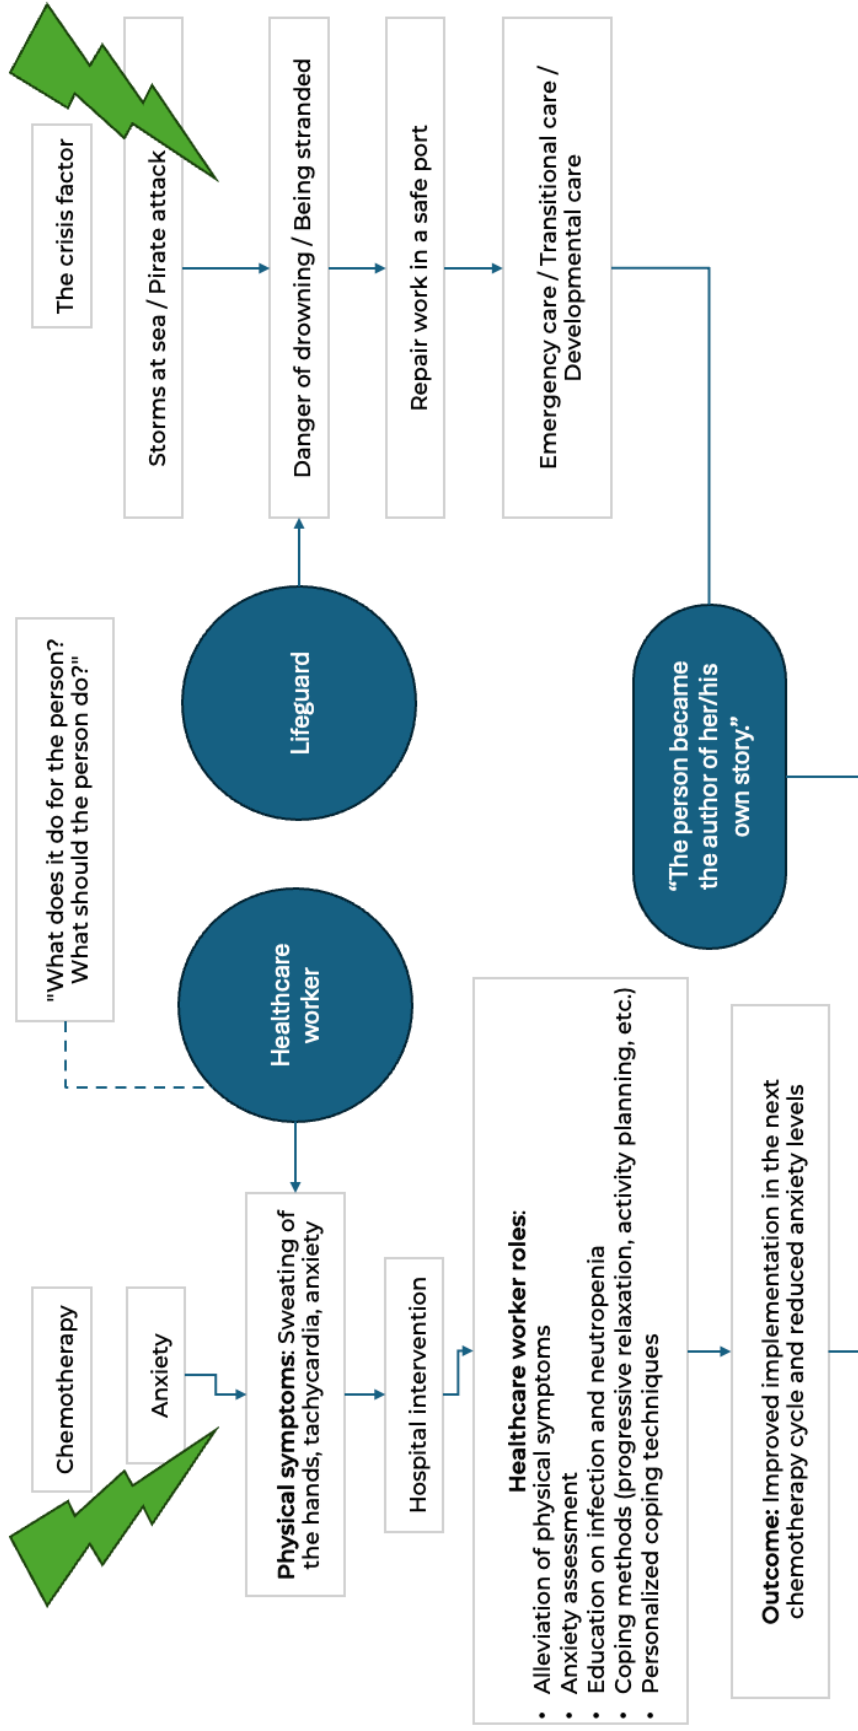 Chemotherapy
Anxiety
Physical symptoms: Sweating of
the hands, tachycardia, anxiety
Hospital intervention
Healthcare worker roles:
• Alleviation of physical symptoms
• Anxiety assessment
• Education on infection and neutropenia
• Coping methods (progressive relaxation, activity planning, etc.)
• Personalized coping techniques
Outcome: Improved implementation in the next
chemotherapy cycle and reduced anxiety levels
"What does it do for the person?
What should the person do?"
Healthcare
worker
Lifeguard
The crisis factor
Storms at sea / Pirate attack
Danger of drowning / Being stranded
Repair work in a safe port
Emergency care / Transitional care /
Developmental care
“The person became
the author of her/his
own story.”